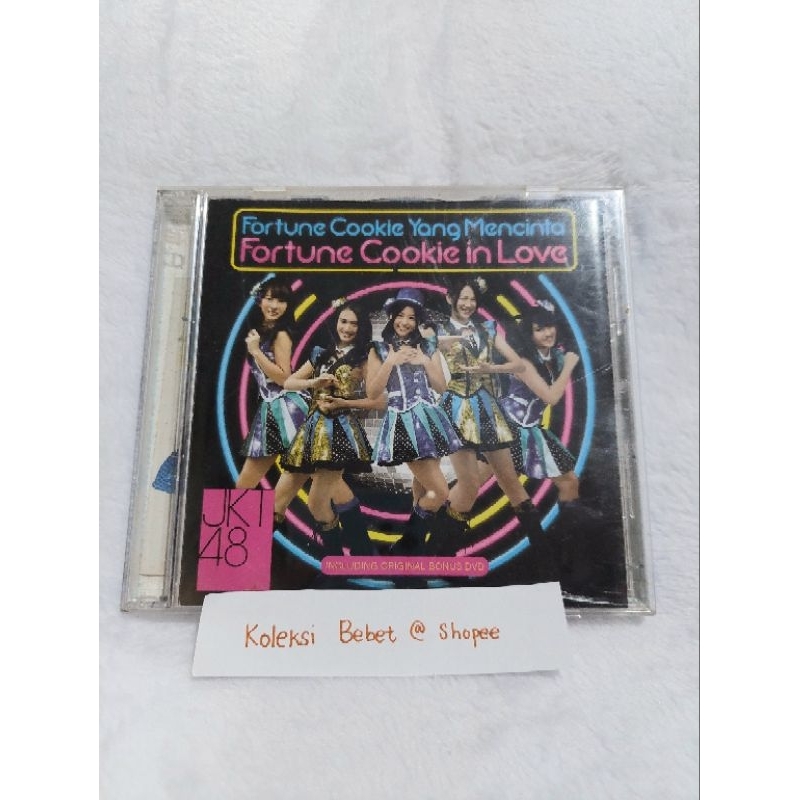 Fortune Cookie Yang Mencinta
Fortune Cookie in Love
JKT
48
INCLUDING ORIGINAL BONUS DVD
Koleksi Bebet @ Shopee